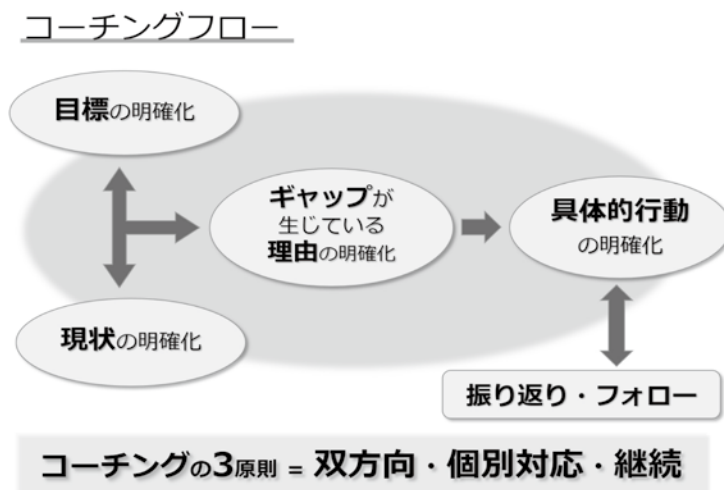 コーチングフロー
目標の明確化
ギャップが
生じている
理由の明確化
具体的行動
の明確化
現状の明確化
振り返り・フォロー
コーチングの3原則 = 双方向・個別対応・継続